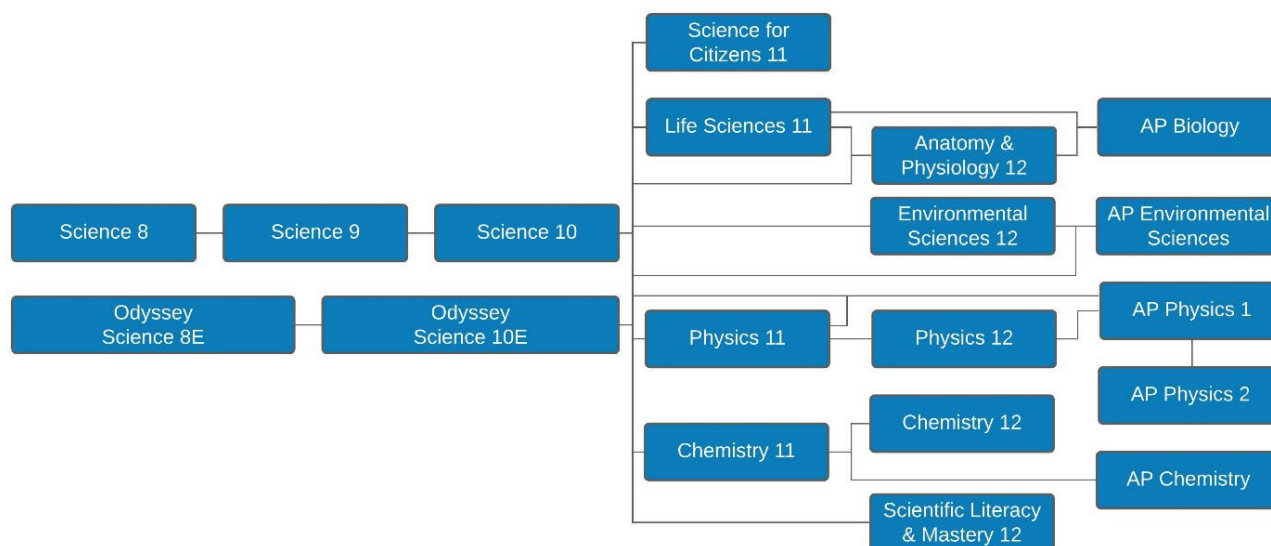 Science for
Citizens 11
Life Sciences 11
AP Biology
Anatomy &
Physiology 12
Science 8
Science 9
Science 10
Environmental
Sciences 12
AP Environmental
Sciences
Odyssey
Science 8E
Odyssey
Science 10E
Physics 11
Physics 12
AP Physics 1
AP Physics 2
Chemistry 11
Chemistry 12
AP Chemistry
Scientific Literacy
& Mastery 12